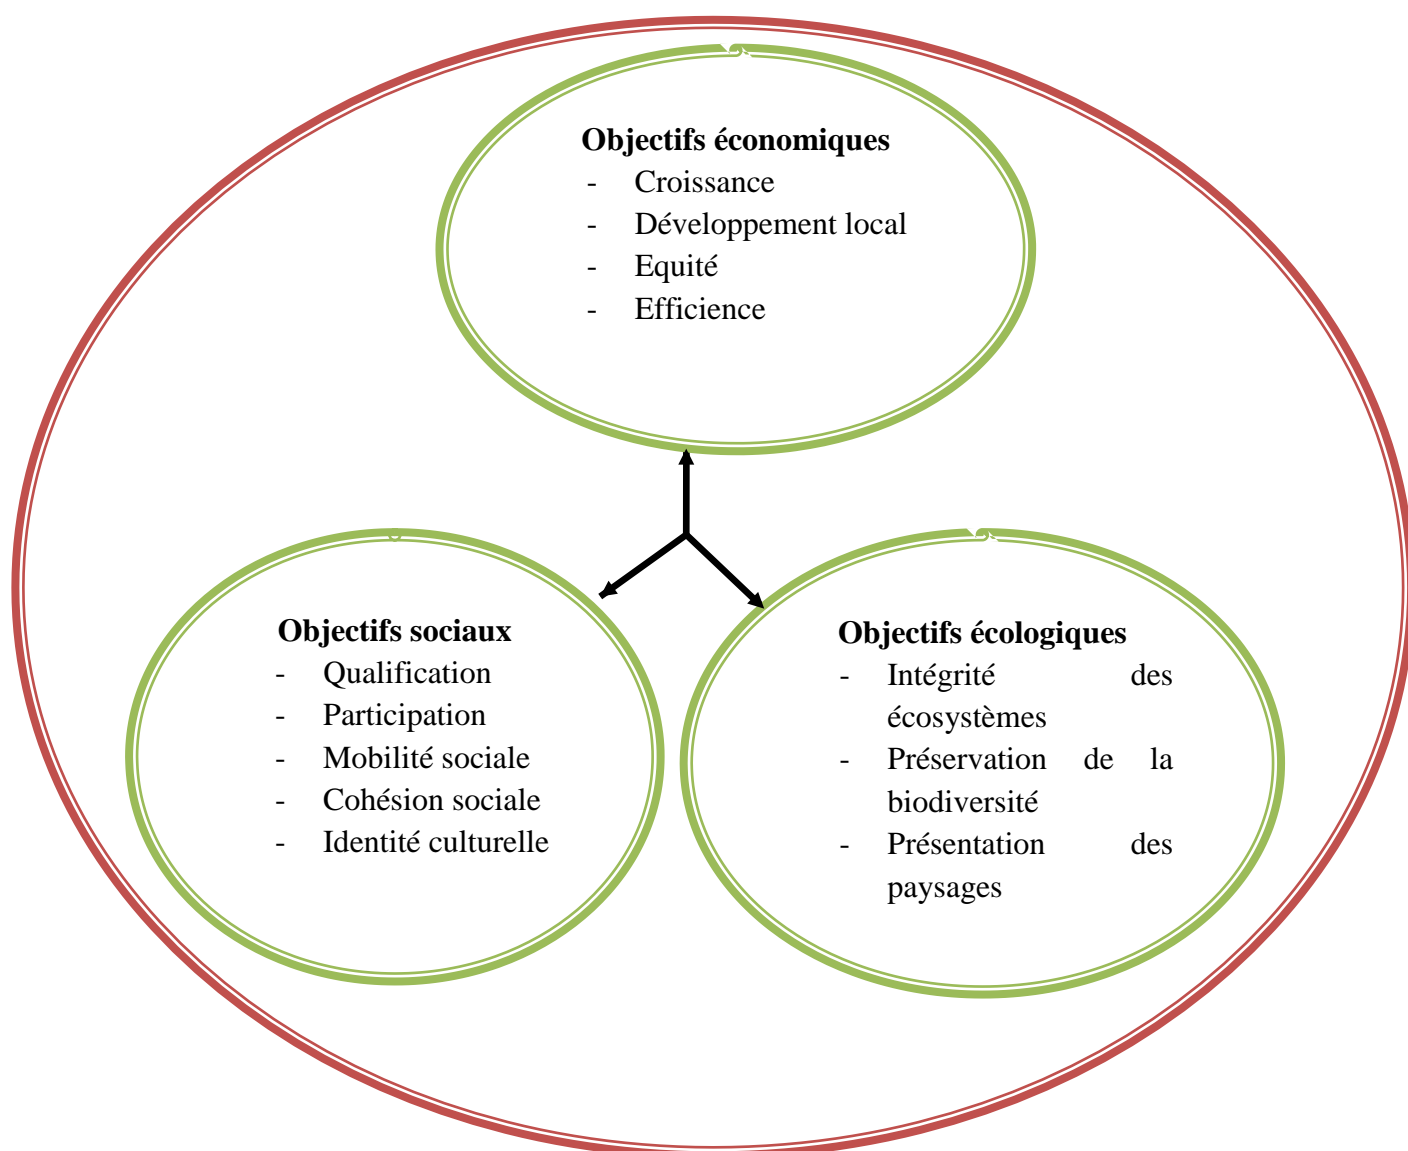 Objectifs économiques
- Croissance
- Développement local
- Equité
- Efficience
Objectifs sociaux
- Qualification
- Participation
- Mobilité sociale
- Cohésion sociale
- Identité culturelle
Objectifs écologiques
- Intégrité des
écosystèmes
- Préservation de la
biodiversité
- Présentation des
paysages